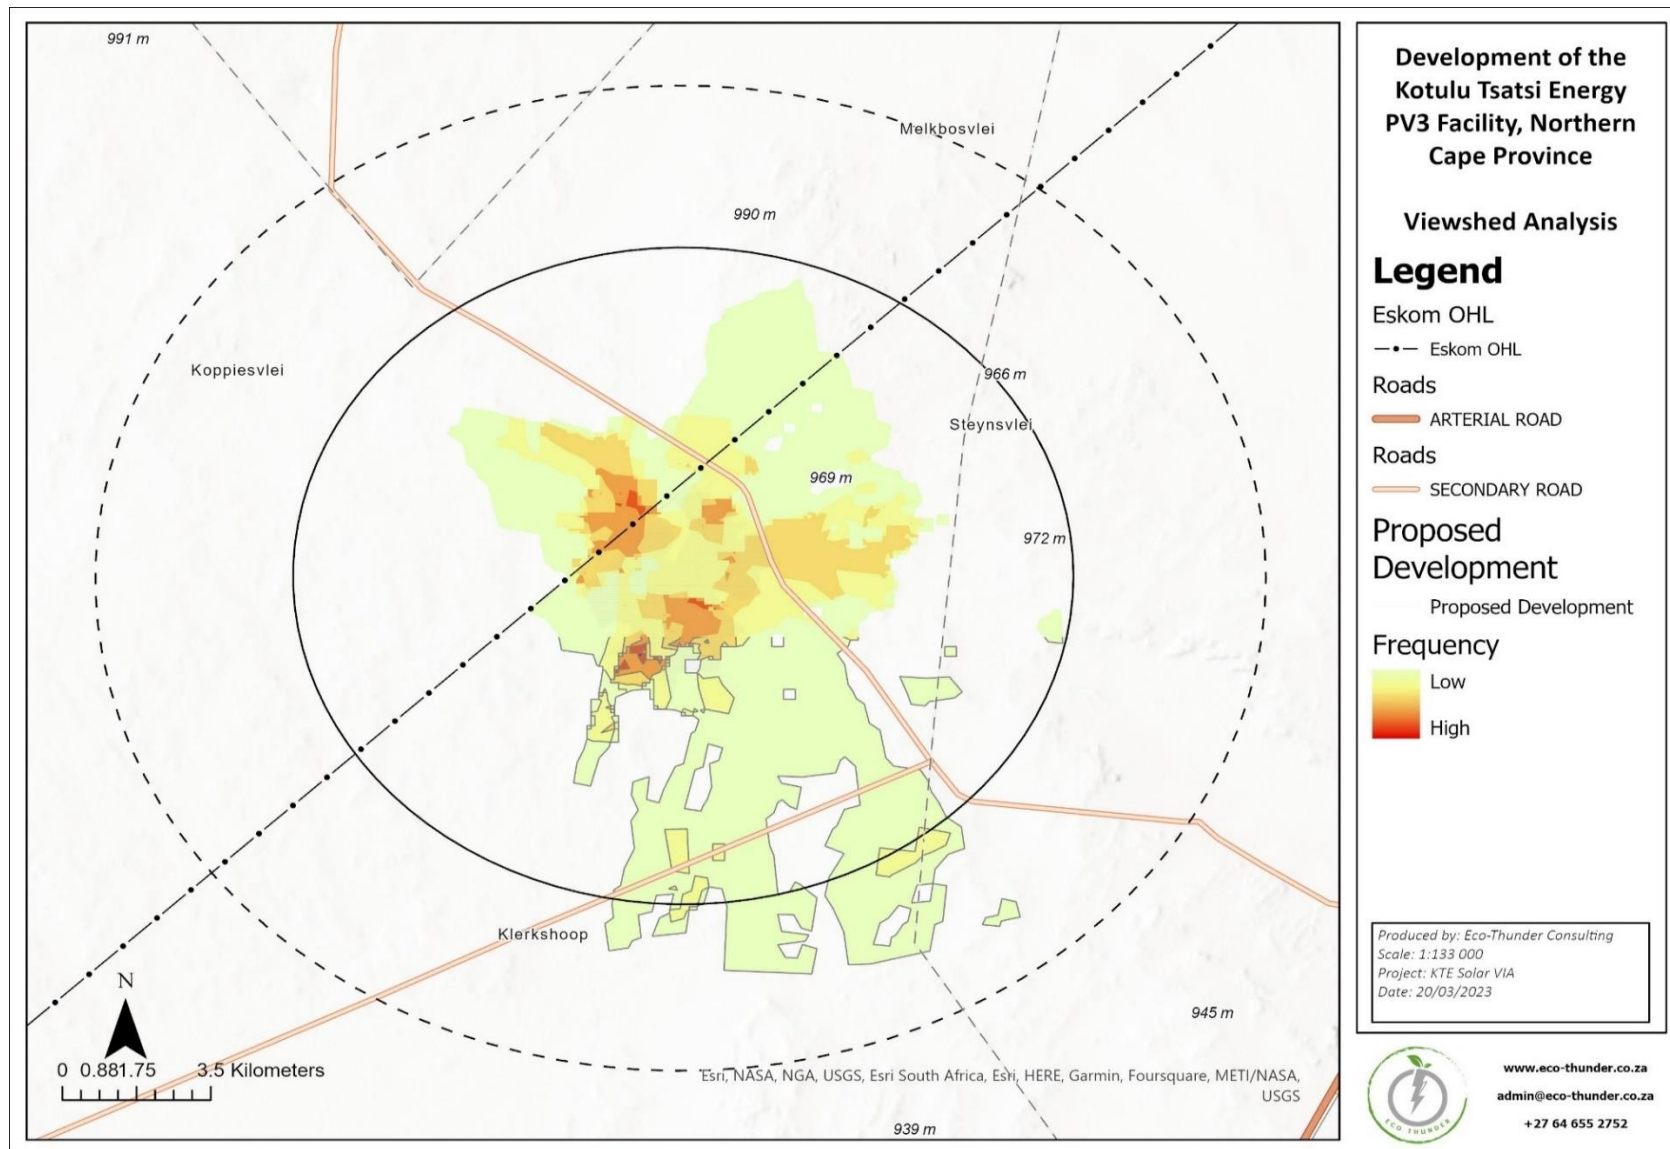 991 m
Melkbosvlei
990 m
Koppiesvlei
966 m
Steynsvlei
969 m
972 m
Klerkshoop
945 m
939 m
N
0 0.881.75 3.5 Kilometers
Esri, NASA, NGA, USGS, Esri South Africa, Esri, HERE, Garmin, Foursquare, METI/NASA,
USGS
Development of the
Kotulu Tsatsi Energy
PV3 Facility, Northern
Cape Province
Viewshed Analysis
Legend
Eskom OHL
Eskom OHL
Roads
ARTERIAL ROAD
Roads
SECONDARY ROAD
Proposed
Development
Proposed Development
Frequency
Low
High
Produced by: Eco-Thunder Consulting
Scale: 1:133 000
Project: KTE Solar VIA
Date: 20/03/2023
ECO THUNDER
www.eco-thunder.co.za
admin@eco-thunder.co.za
+27 64 655 2752